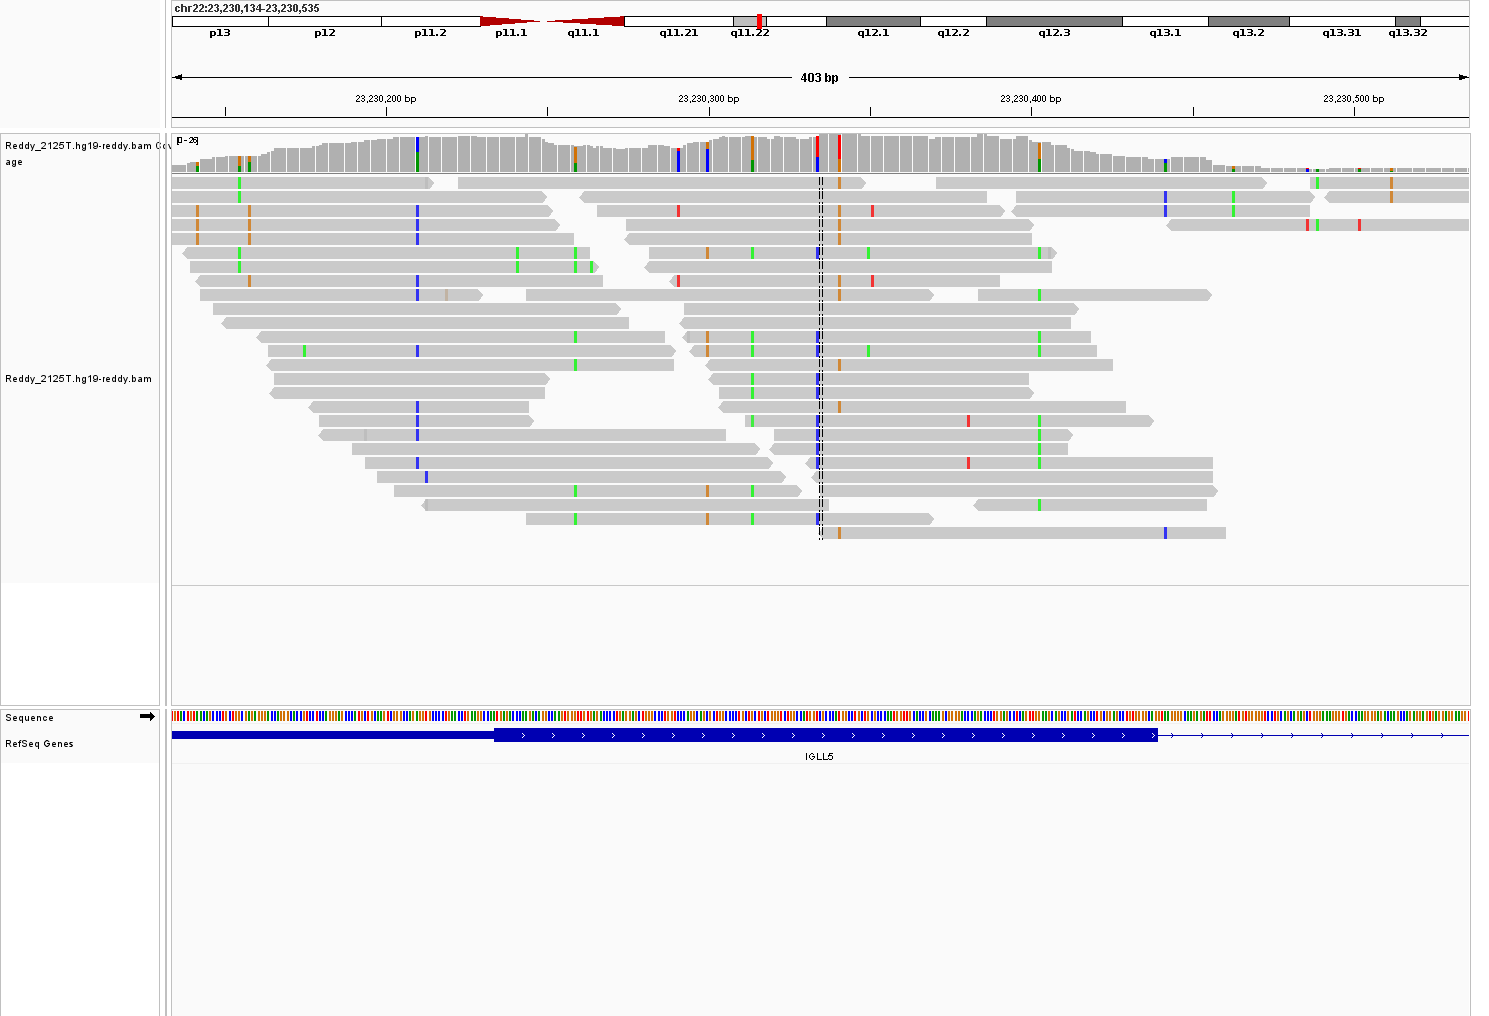 chr22:23,230,134-23,230,535
p13 p12 p11.2 p11.1 q11.1 q11.21 q11.22 q12.1 q12.2 q12.3 q13.1 q13.2 q13.31 q13.32
403 bp
23,230,200 bp 23,230,300 bp 23,230,400 bp 23,230,500 bp
Reddy_2125T.hg19-reddy.bam Cov
age
[0-26]
Reddy_2125T.hg19-reddy.bam
Sequence
RefSeq Genes
IGLL5